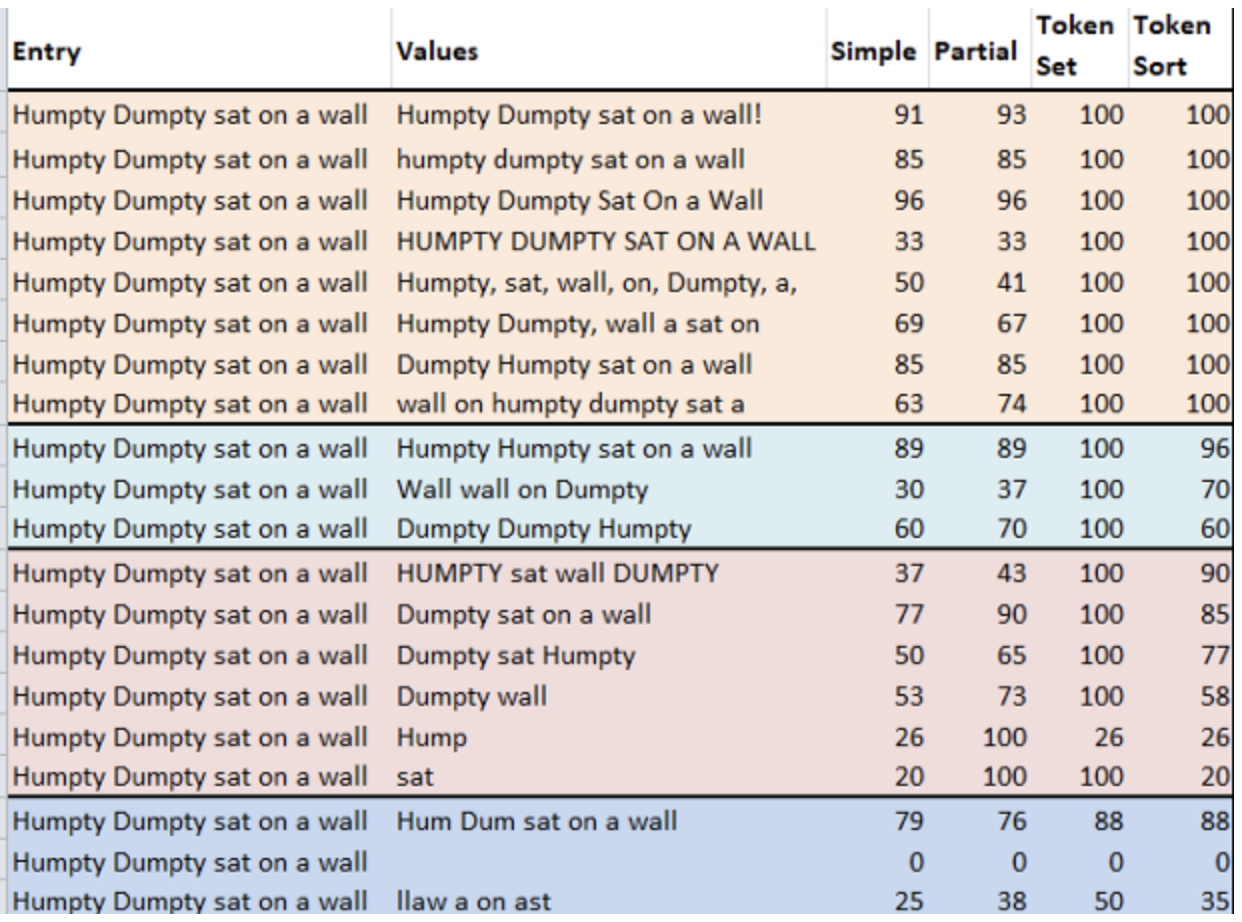 Entry Values Simple Partial Token Set Token Sort
Humpty Dumpty sat on a wall Humpty Dumpty sat on a wall! 91 93 100 100
Humpty Dumpty sat on a wall humpty dumpty sat on a wall 85 85 100 100
Humpty Dumpty sat on a wall Humpty Dumpty Sat On a Wall 96 96 100 100
Humpty Dumpty sat on a wall HUMPTY DUMPTY SAT ON A WALL 33 33 100 100
Humpty Dumpty sat on a wall Humpty, sat, wall, on, Dumpty, a, 50 41 100 100
Humpty Dumpty sat on a wall Humpty Dumpty, wall a sat on 69 67 100 100
Humpty Dumpty sat on a wall Dumpty Humpty sat on a wall 85 85 100 100
Humpty Dumpty sat on a wall wall on humpty dumpty sat a 63 74 100 100
Humpty Dumpty sat on a wall Humpty Humpty sat on a wall 89 89 100 96
Humpty Dumpty sat on a wall Wall wall on Dumpty 30 37 100 70
Humpty Dumpty sat on a wall Dumpty Dumpty Humpty 60 70 100 60
Humpty Dumpty sat on a wall HUMPTY sat wall DUMPTY 37 43 100 90
Humpty Dumpty sat on a wall Dumpty sat on a wall 77 90 100 85
Humpty Dumpty sat on a wall Dumpty sat Humpty 50 65 100 77
Humpty Dumpty sat on a wall Dumpty wall 53 73 100 58
Humpty Dumpty sat on a wall Hump 26 100 26 26
Humpty Dumpty sat on a wall sat 20 100 100 20
Humpty Dumpty sat on a wall Hum Dum sat on a wall 79 76 88 88
Humpty Dumpty sat on a wall 0 0 0 0
Humpty Dumpty sat on a wall llaw a on ast 25 38 50 35